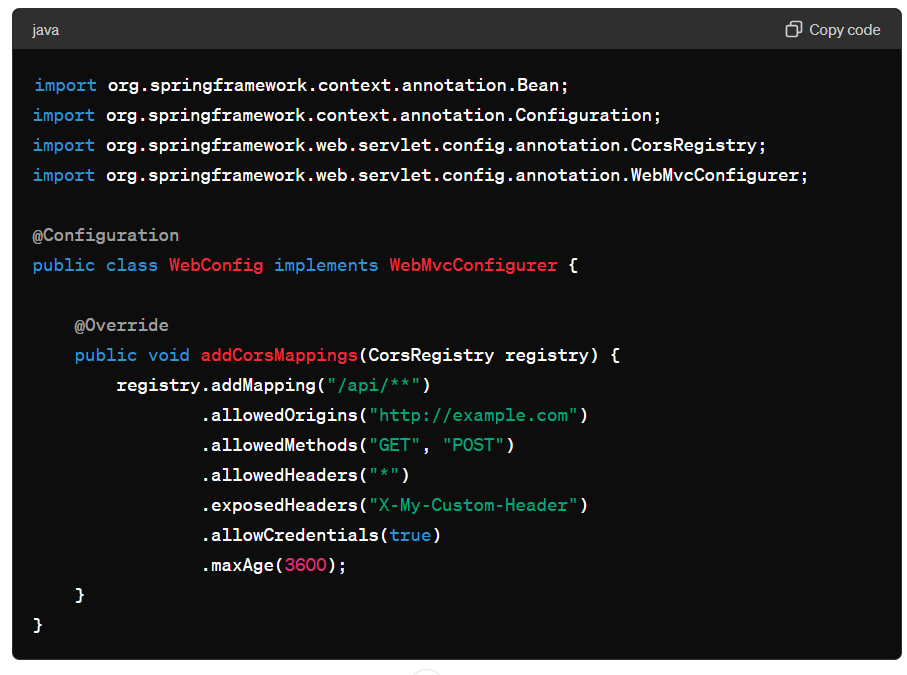 java
Copy code
import org.springframework.context.annotation.Bean;
import org.springframework.context.annotation.Configuration;
import org.springframework.web.servlet.config.annotation.CorsRegistry;
import org.springframework.web.servlet.config.annotation.WebMvcConfigurer;
@Configuration
public class WebConfig implements WebMvcConfigurer {
@Override
public void addCorsMappings(CorsRegistry registry) {
registry.addMapping("/api/**")
.allowedOrigins("http://example.com")
.allowedMethods("GET", "POST")
.allowedHeaders("*")
.exposedHeaders("X-My-Custom-Header")
.allowCredentials(true)
.maxAge(3600);
}
}